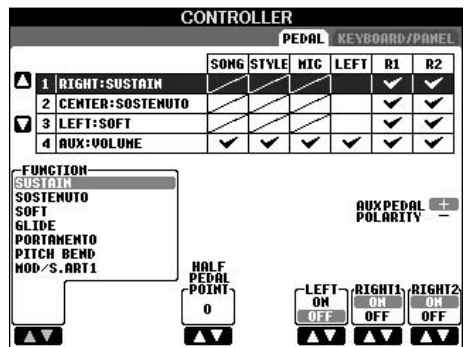 CONTROLLER
PEDAL KEYBOARD/PANEL
SONG STYLE MIC LEFT R1 R2
1 RIGHT:SUSTAIN
2 CENTER:SOSTENUTO
3 LEFT:SOFT
4 AUX:VOLUME
FUNCTION
SUSTAIN
SOSTENUTO
SOFT
GLIDE
PORTAMENTO
PITCH BEND
MOD/S.ART1
AUX PEDAL +
POLARITY −
HALF
PEDAL
POINT
0
LEFT RIGHT1 RIGHT2
ON ON ON
OFF OFF OFF